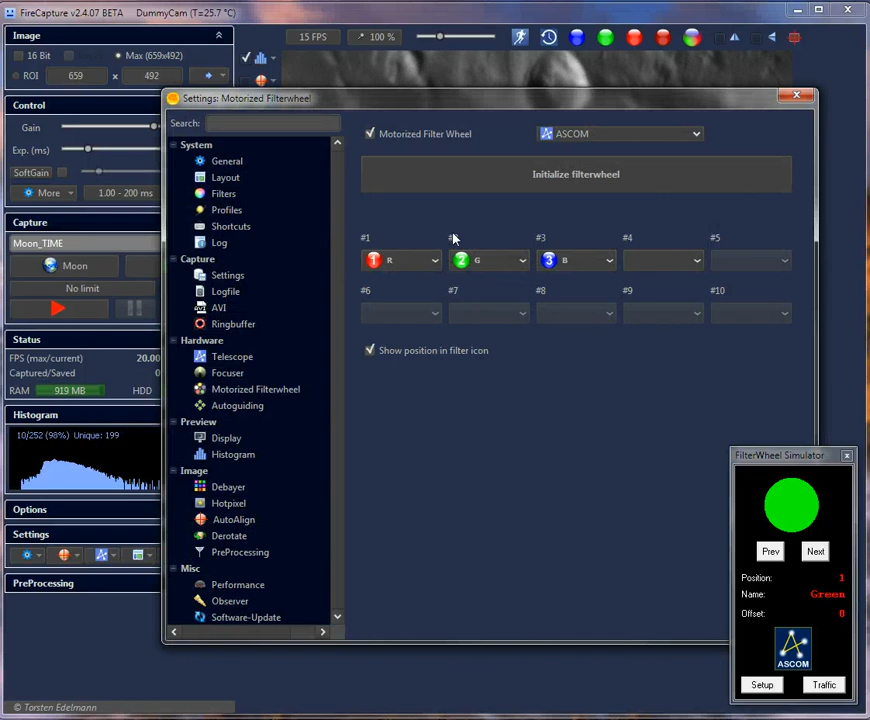 FireCapture v2.4.07 BETA DummyCam (T=25.7 °C)
Image
16 Bit
Max (659x492)
ROI
659
x
492
15 FPS
100 %
Control
Gain
Exp. (ms)
SoftGain
More
1.00 - 200 ms
Capture
Moon_TIME
Moon
No limit
Status
FPS (max/current)
20.00
Captured/Saved
RAM
919 MB
HDD
Histogram
10/252 (98%) Unique: 199
Options
Settings
PreProcessing
© Torsten Edelmann
Settings: Motorized Filterwheel
Search:
System
General
Layout
Filters
Profiles
Shortcuts
Log
Capture
Settings
Logfile
AVI
Ringbuffer
Hardware
Telescope
Focuser
Motorized Filterwheel
Autoguiding
Preview
Display
Histogram
Image
Debayer
Hotpixel
AutoAlign
Derotate
PreProcessing
Misc
Performance
Observer
Software-Update
Motorized Filter Wheel
ASCOM
Initialize filterwheel
#1
#3
#4
#5
1 R
2 G
3 B
#6
#7
#8
#9
#10
Show position in filter icon
FilterWheel Simulator
Prev
Next
Position: 1
Name: Green
Offset: 0
ASCOM
Setup
Traffic